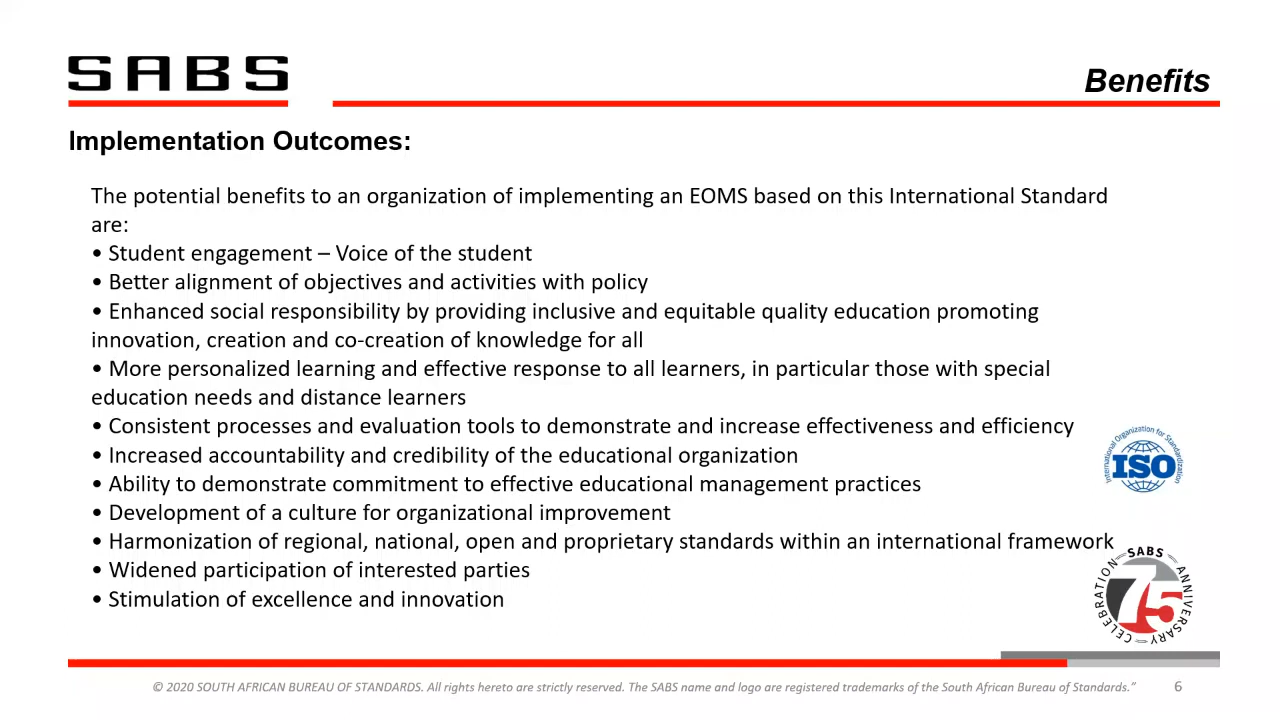 SABS
Benefits
Implementation Outcomes:
The potential benefits to an organization of implementing an EOMS based on this International Standard
are:
• Student engagement – Voice of the student
• Better alignment of objectives and activities with policy
• Enhanced social responsibility by providing inclusive and equitable quality education promoting
innovation, creation and co-creation of knowledge for all
• More personalized learning and effective response to all learners, in particular those with special
education needs and distance learners
• Consistent processes and evaluation tools to demonstrate and increase effectiveness and efficiency
• Increased accountability and credibility of the educational organization
• Ability to demonstrate commitment to effective educational management practices
• Development of a culture for organizational improvement
• Harmonization of regional, national, open and proprietary standards within an international framework
• Widened participation of interested parties
• Stimulation of excellence and innovation
International Organization for Standardization
ISO
SABS
75
ANNIVERSARY
CELEBRATION
© 2020 SOUTH AFRICAN BUREAU OF STANDARDS. All rights hereto are strictly reserved. The SABS name and logo are registered trademarks of the South African Bureau of Standards.”
6